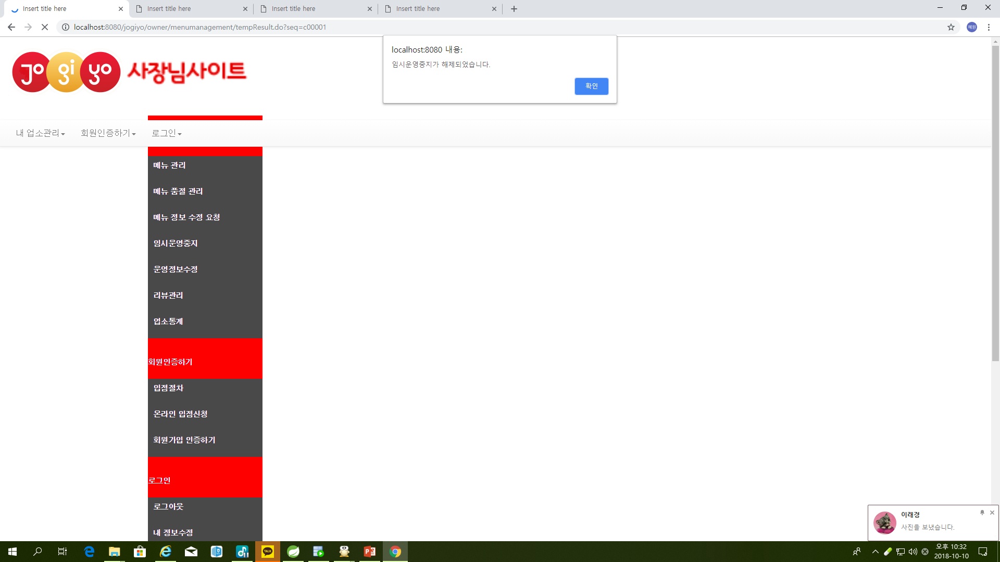 Insert title here
Insert title here
Insert title here
Insert title here
localhost:8080/jogiyo/owner/menumanagement/tempResult.do?seq=c00001
혜원
localhost:8080 내용:
임시운영중지가 해제되었습니다.
확인
Jo gi yo 사장님사이트
내 업소관리
회원인증하기
로그인
메뉴 관리
메뉴 품절 관리
메뉴 정보 수정 요청
임시운영중지
운영정보수정
리뷰관리
업소통계
회원인증하기
입점절차
온라인 입점신청
회원가입 인증하기
로그인
로그아웃
내 정보수정
이래경
사진을 보냈습니다.
TALK
오후 10:32
2018-10-10